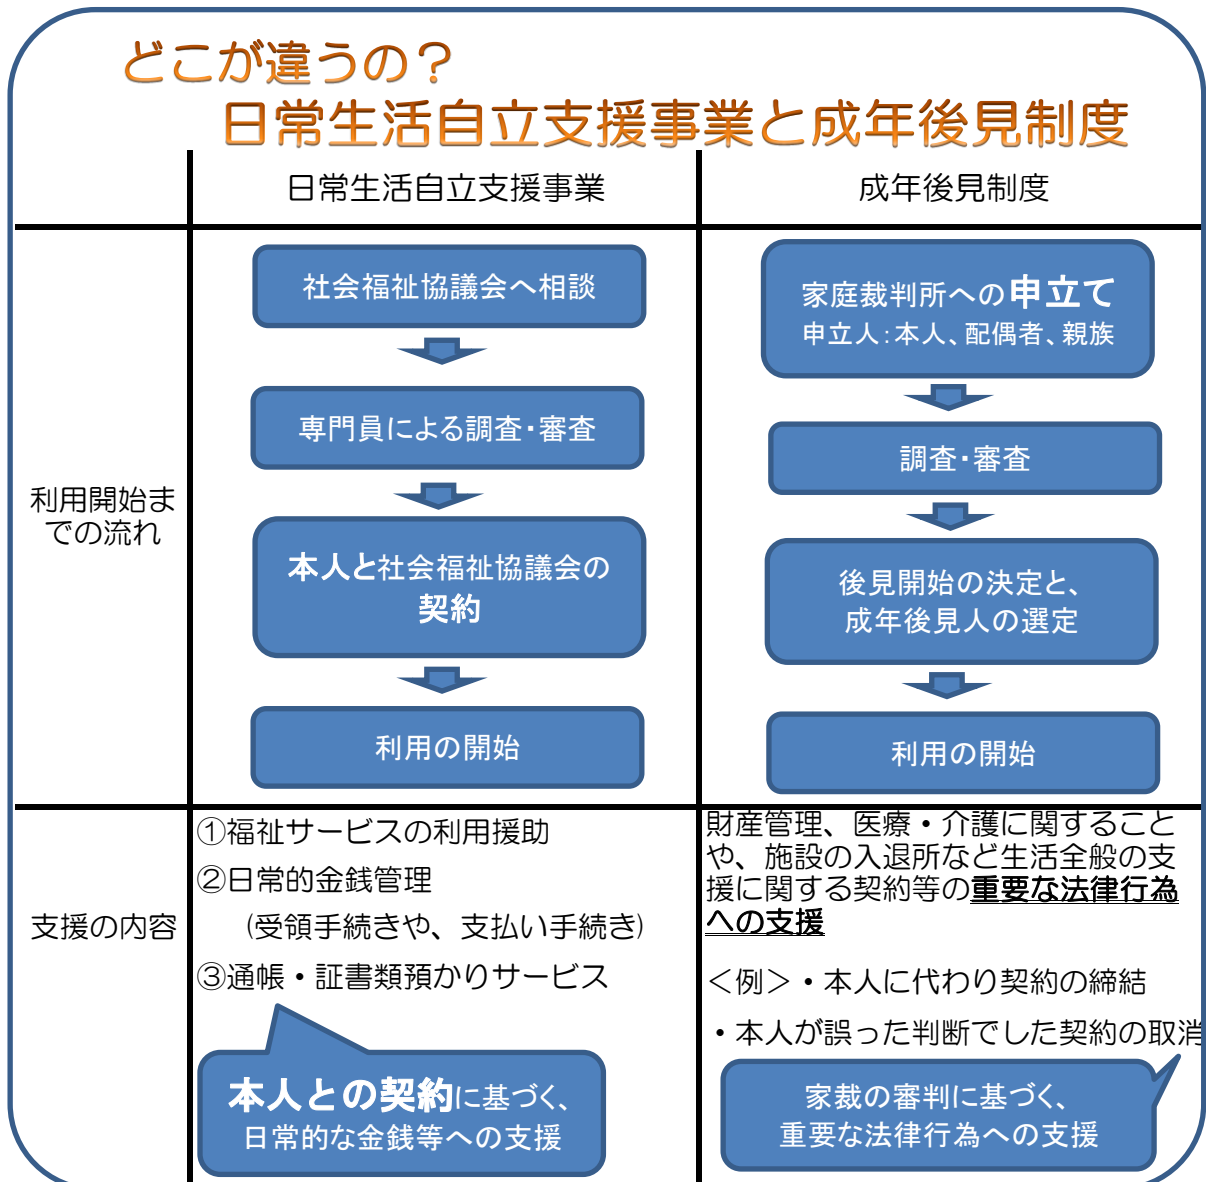 どこが違うの？
日常生活自立支援事業と成年後見制度
日常生活自立支援事業
成年後見制度
利用開始ま
での流れ
社会福祉協議会へ相談
専門員による調査・審査
本人と社会福祉協議会の
契約
利用の開始
家庭裁判所への申立て
申立人：本人、配偶者、親族
調査・審査
後見開始の決定と、
成年後見人の選定
利用の開始
支援の内容
①福祉サービスの利用援助
②日常的金銭管理
（受領手続きや、支払い手続き）
③通帳・証書類預かりサービス
本人との契約に基づく、
日常的な金銭等への支援
財産管理、医療・介護に関すること
や、施設の入退所など生活全般の支
援に関する契約等の重要な法律行為
への支援
＜例＞・本人に代わり契約の締結
・本人が誤った判断でした契約の取消
家裁の審判に基づく、
重要な法律行為への支援